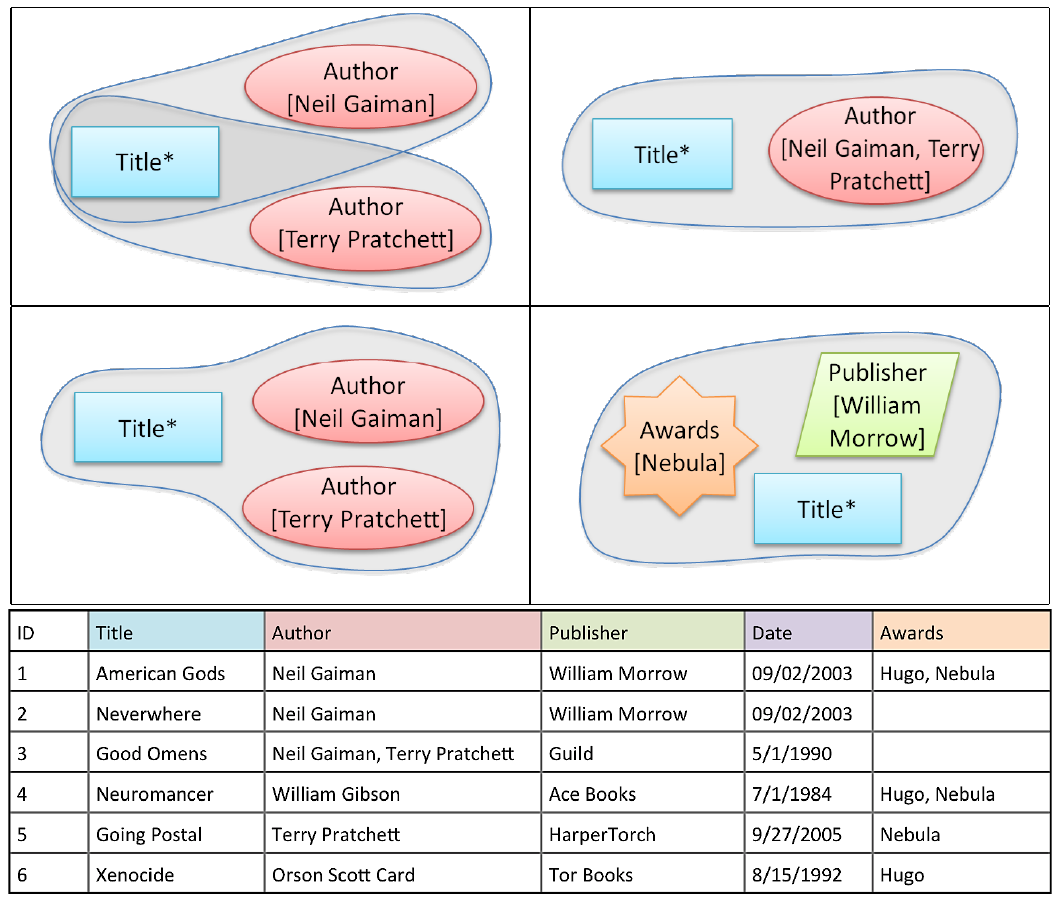 Author
[Neil Gaiman]
Title*
Author
[Terry Pratchett]
Title*
Author
[Neil Gaiman, Terry
Pratchett]
Title*
Author
[Neil Gaiman]
Author
[Terry Pratchett]
Awards
[Nebula]
Publisher
[William
Morrow]
Title*
ID Title Author Publisher Date Awards
1 American Gods Neil Gaiman William Morrow 09/02/2003 Hugo, Nebula
2 Neverwhere Neil Gaiman William Morrow 09/02/2003
3 Good Omens Neil Gaiman, Terry Pratchett Guild 5/1/1990
4 Neuromancer William Gibson Ace Books 7/1/1984 Hugo, Nebula
5 Going Postal Terry Pratchett HarperTorch 9/27/2005 Nebula
6 Xenocide Orson Scott Card Tor Books 8/15/1992 Hugo